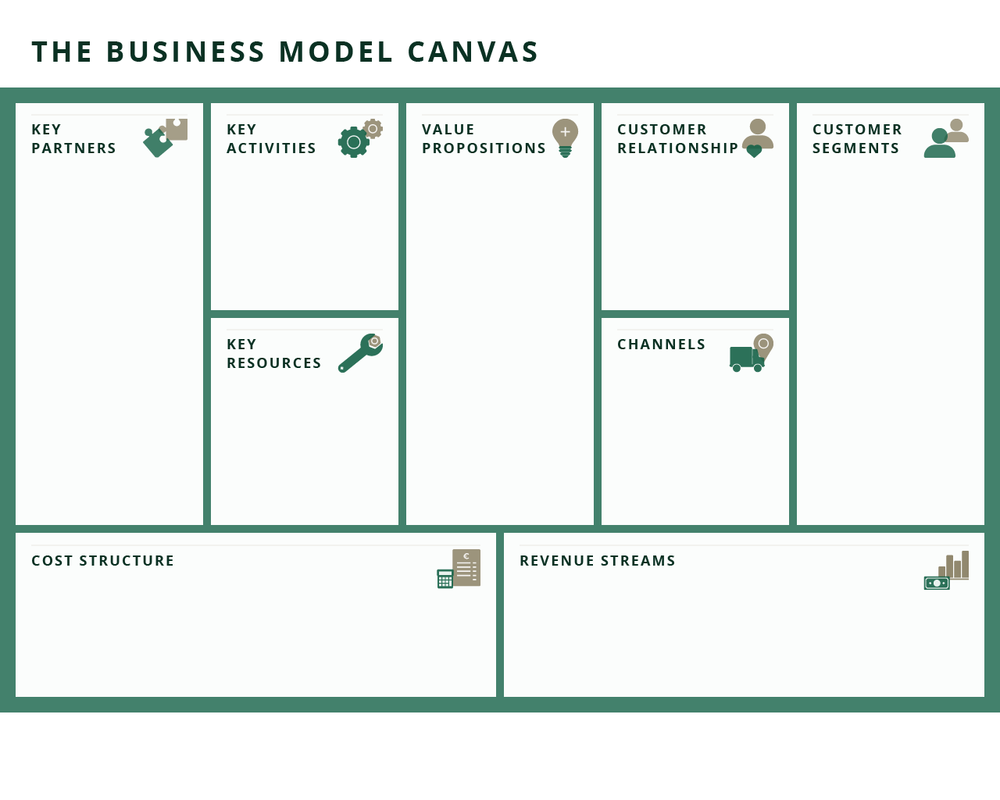 THE BUSINESS MODEL CANVAS
KEY
PARTNERS
KEY
ACTIVITIES
VALUE
PROPOSITIONS
CUSTOMER
RELATIONSHIP
CUSTOMER
SEGMENTS
KEY
RESOURCES
CHANNELS
COST STRUCTURE
€
REVENUE STREAMS